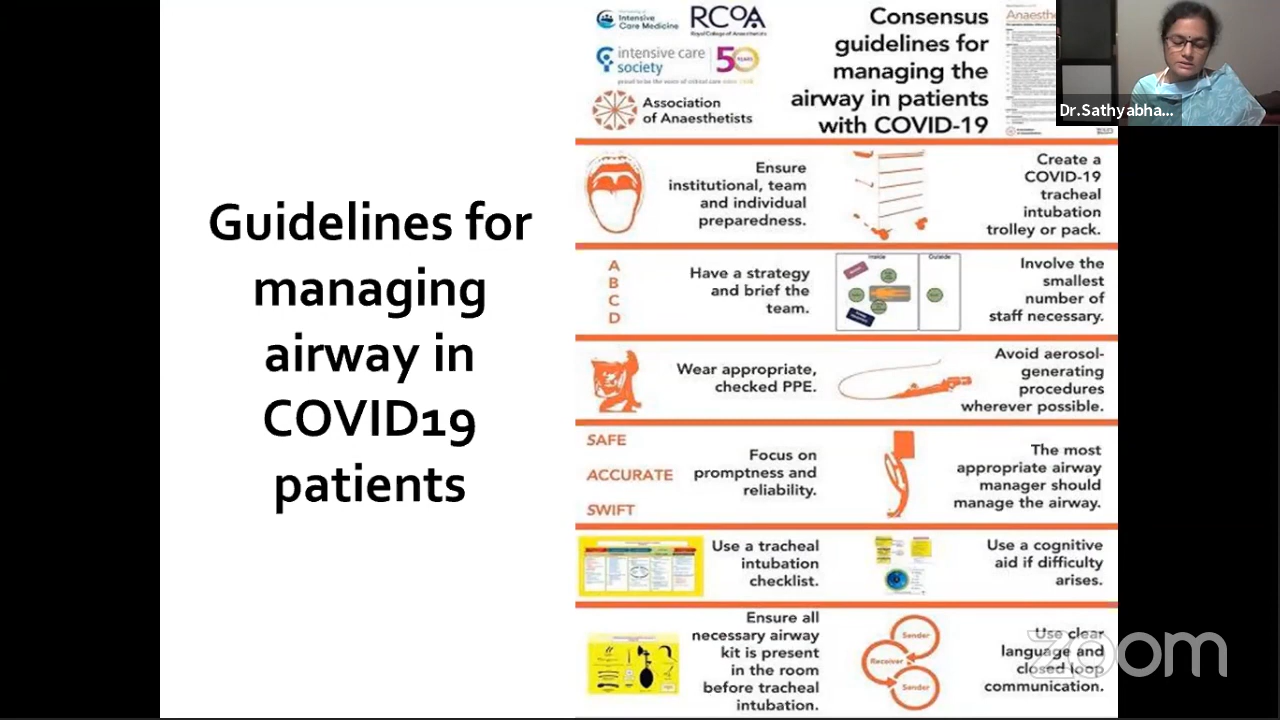 Guidelines for
managing
airway in
COVID19
patients
Intensive
Care Medicine
RCOA
Royal College of Anaesthetists
intensive care
society
50
YEARS
Association
of Anaesthetists
Consensus
guidelines for
managing the
airway in patients
with COVID-19
Ensure
institutional, team
and individual
preparedness.
Create a
COVID-19
tracheal
intubation
trolley or pack.
A
B
C
D
Have a strategy
and brief the
team.
Inside
Outside
Involve the
smallest
number of
staff necessary.
Wear appropriate,
checked PPE.
Avoid aerosol-
generating
procedures
wherever possible.
SAFE
ACCURATE
SWIFT
Focus on
promptness and
reliability.
The most
appropriate airway
manager should
manage the airway.
Use a tracheal
intubation
checklist.
Use a cognitive
aid if difficulty
arises.
Ensure all
necessary airway
kit is present
in the room
before tracheal
intubation.
Sender
Receiver
Sender
Use clear
language and
closed loop
communication.
Dr.Sathyabha...
zoom